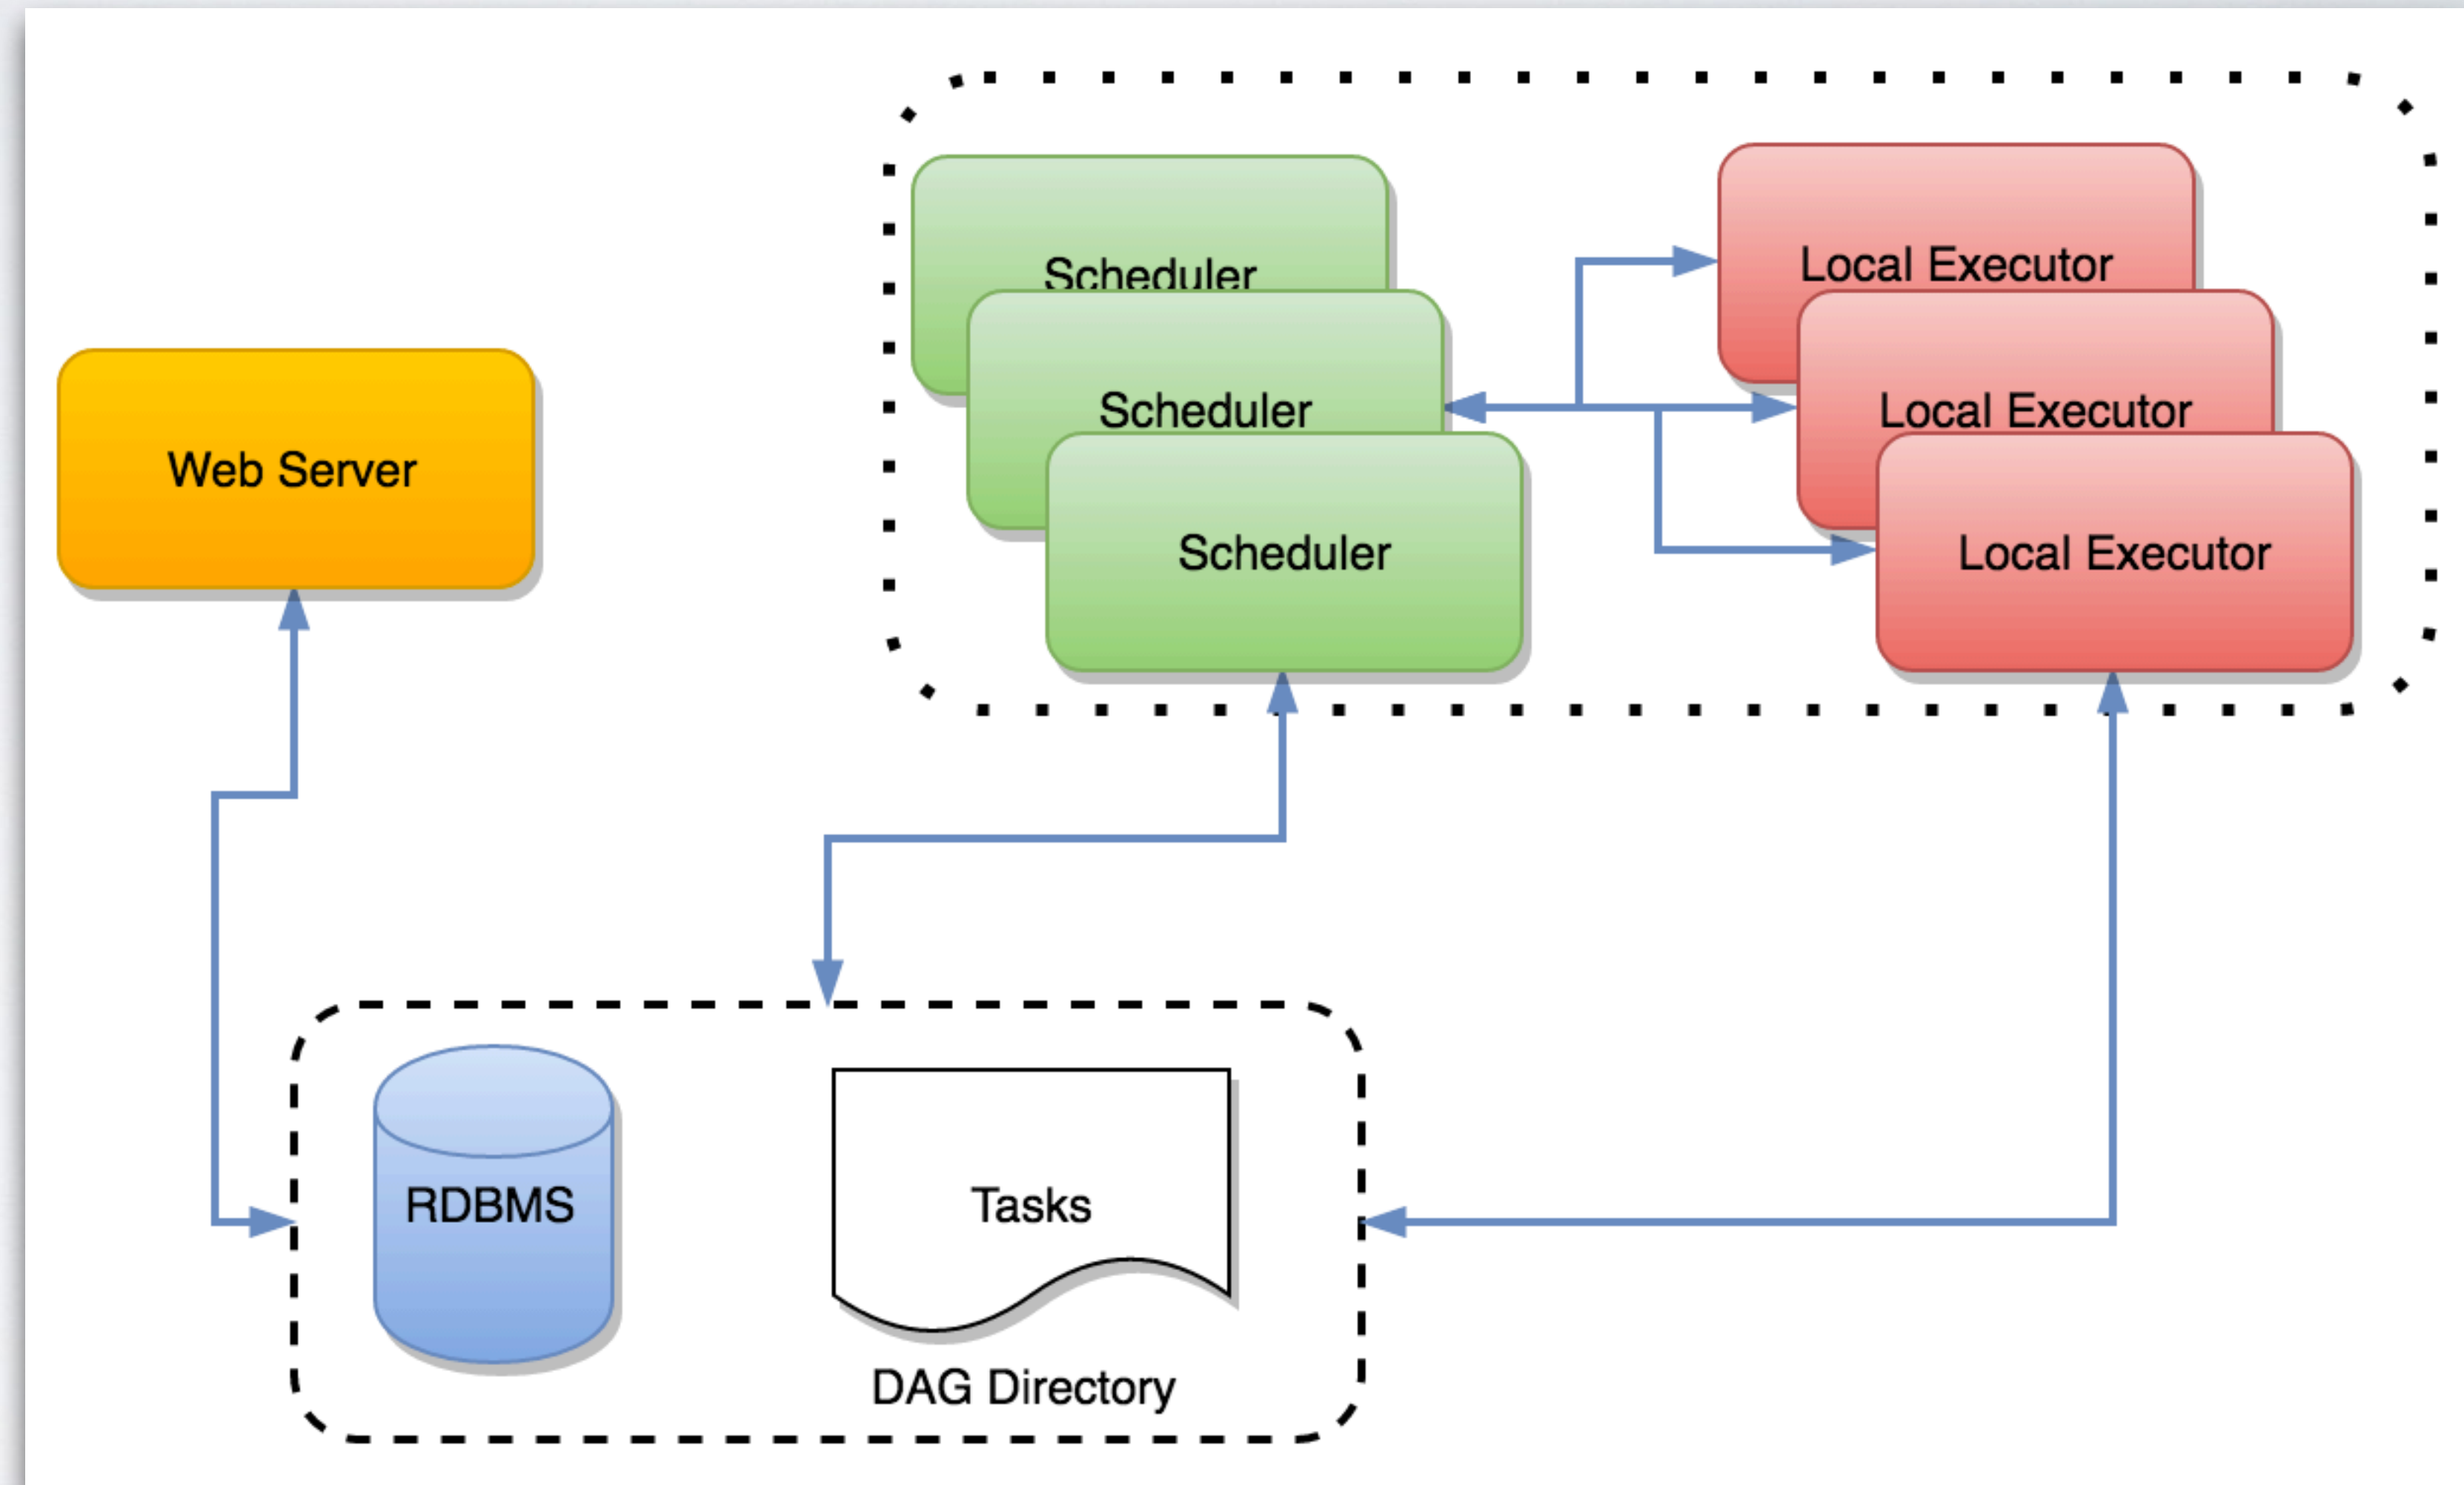 Scheduler
Local Executor
Scheduler
Local Executor
Web Server
Scheduler
Local Executor
RDBMS
Tasks
DAG Directory